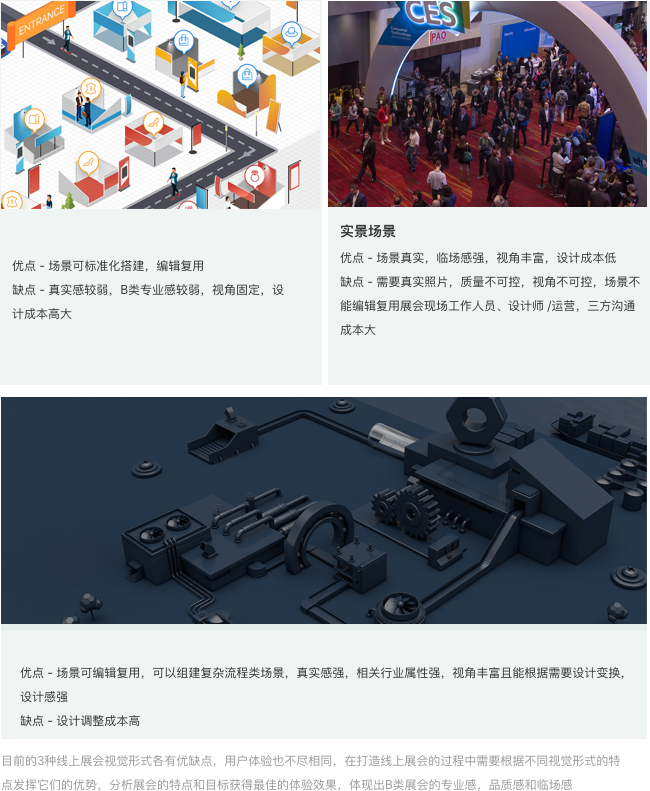 ENTRANCE
CES
PAO
优点 - 场景可标准化搭建，编辑复用
缺点 - 真实感较弱，B类专业感较弱，视角固定，设
计成本高大
实景场景
优点 - 场景真实，临场感强，视角丰富，设计成本低
缺点 - 需要真实照片，质量不可控，视角不可控，场景不
能编辑复用展会现场工作人员、设计师 /运营，三方沟通
成本大
优点 - 场景可编辑复用，可以组建复杂流程类场景，真实感强，相关行业属性强，视角丰富且能根据需要设计变换，
设计感强
缺点 - 设计调整成本高
目前的3种线上展会视觉形式各有优缺点，用户体验也不尽相同，在打造线上展会的过程中需要根据不同视觉形式的特
点发挥它们的优势，分析展会的特点和目标获得最佳的体验效果，体现出B类展会的专业感，品质感和临场感